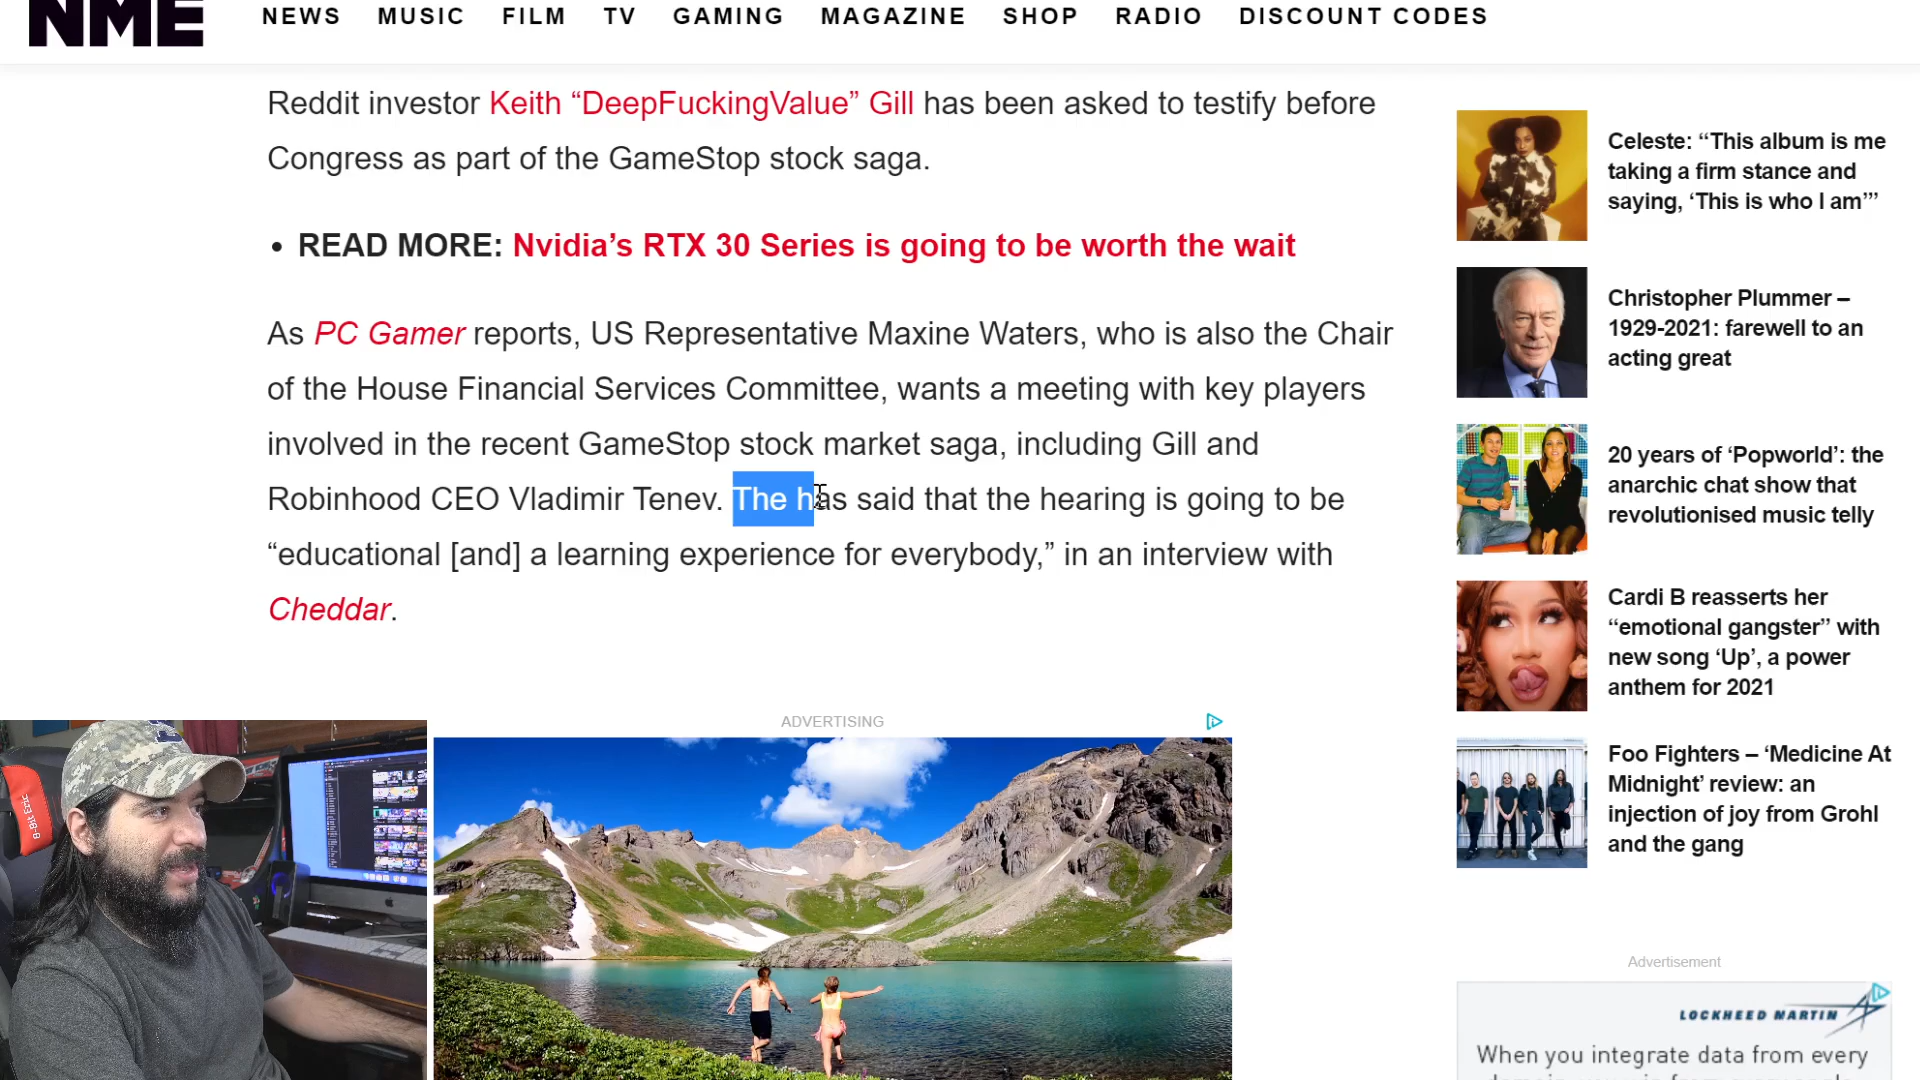 NME
NEWS MUSIC FILM TV GAMING MAGAZINE SHOP RADIO DISCOUNT CODES
Reddit investor Keith “DeepFuckingValue” Gill has been asked to testify before
Congress as part of the GameStop stock saga.
• READ MORE: Nvidia’s RTX 30 Series is going to be worth the wait
As PC Gamer reports, US Representative Maxine Waters, who is also the Chair
of the House Financial Services Committee, wants a meeting with key players
involved in the recent GameStop stock market saga, including Gill and
Robinhood CEO Vladimir Tenev. The has said that the hearing is going to be
“educational [and] a learning experience for everybody,” in an interview with
Cheddar.
ADVERTISING
Celeste: “This album is me
taking a firm stance and
saying, ‘This is who I am’”
Christopher Plummer –
1929-2021: farewell to an
acting great
20 years of ‘Popworld’: the
anarchic chat show that
revolutionised music telly
Cardi B reasserts her
“emotional gangster” with
new song ‘Up’, a power
anthem for 2021
Foo Fighters – ‘Medicine At
Midnight’ review: an
injection of joy from Grohl
and the gang
Advertisement
LOCKHEED MARTIN
When you integrate data from every
8-Bit Eric